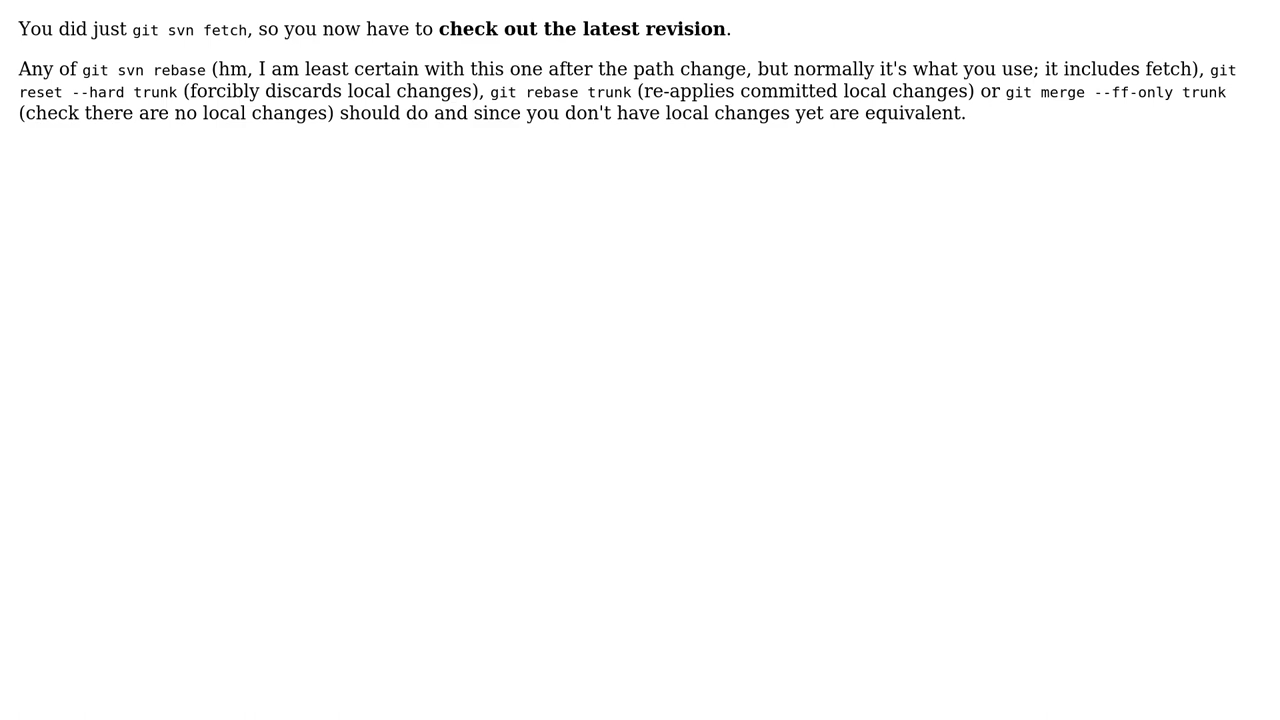 You did just git svn fetch, so you now have to check out the latest revision.
Any of git svn rebase (hm, I am least certain with this one after the path change, but normally it's what you use; it includes fetch), git
reset --hard trunk (forcibly discards local changes), git rebase trunk (re-applies committed local changes) or git merge --ff-only trunk
(check there are no local changes) should do and since you don't have local changes yet are equivalent.